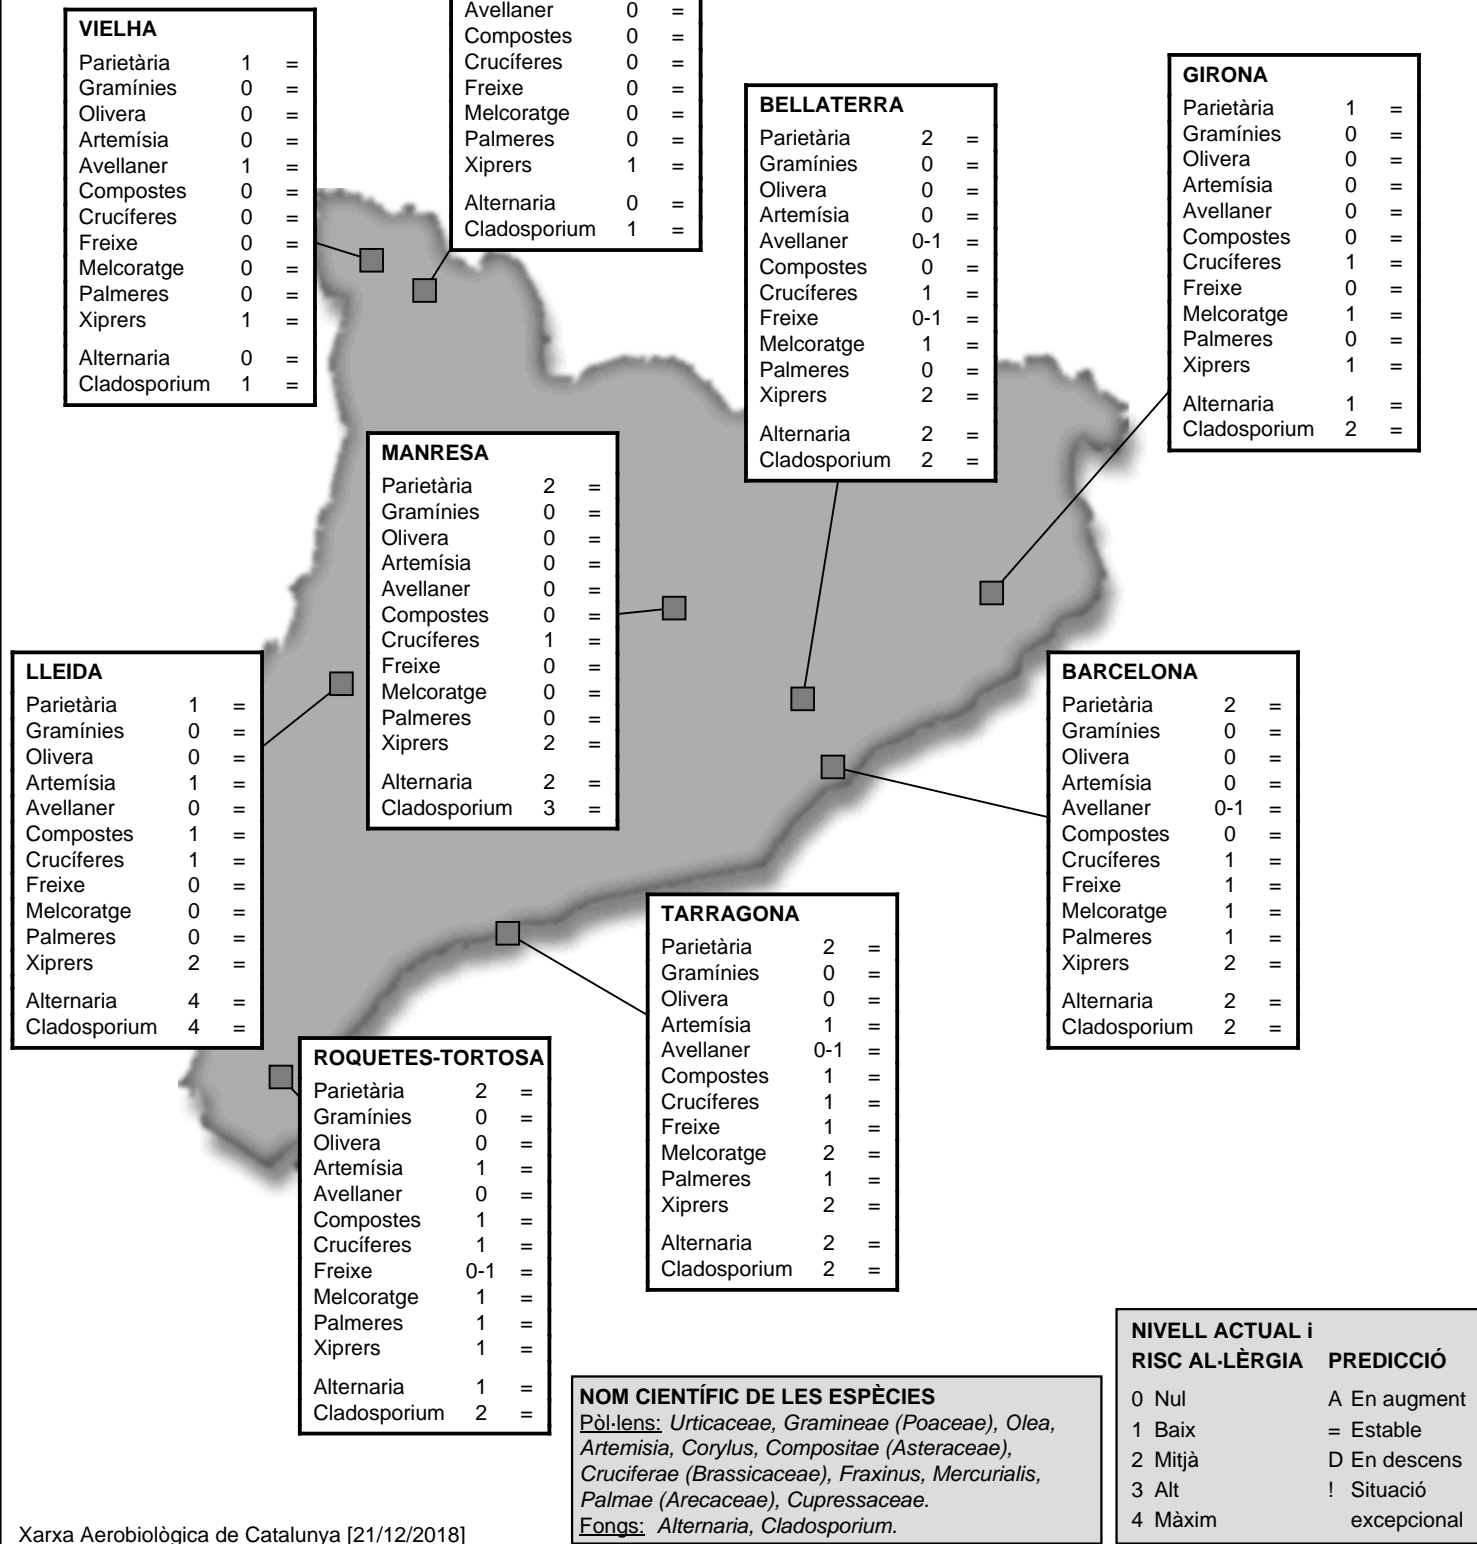 VIELHA
Parietària 1 =
Gramínies 0 =
Olivera 0 =
Artemísia 0 =
Avellaner 1 =
Compostes 0 =
Crucíferes 0 =
Freixe 0 =
Melcoratge 0 =
Palmeres 0 =
Xiprers 1 =
Alternaria 0 =
Cladosporium 1 =
Avellaner 0 =
Compostes 0 =
Crucíferes 0 =
Freixe 0 =
Melcoratge 0 =
Palmeres 0 =
Xiprers 1 =
Alternaria 0 =
Cladosporium 1 =
BELLATERRA
Parietària 2 =
Gramínies 0 =
Olivera 0 =
Artemísia 0 =
Avellaner 0-1 =
Compostes 0 =
Crucíferes 1 =
Freixe 0-1 =
Melcoratge 1 =
Palmeres 0 =
Xiprers 2 =
Alternaria 2 =
Cladosporium 2 =
GIRONA
Parietària 1 =
Gramínies 0 =
Olivera 0 =
Artemísia 0 =
Avellaner 0 =
Compostes 0 =
Crucíferes 1 =
Freixe 0 =
Melcoratge 1 =
Palmeres 0 =
Xiprers 1 =
Alternaria 1 =
Cladosporium 2 =
MANRESA
Parietària 2 =
Gramínies 0 =
Olivera 0 =
Artemísia 0 =
Avellaner 0 =
Compostes 0 =
Crucíferes 1 =
Freixe 0 =
Melcoratge 0 =
Palmeres 0 =
Xiprers 2 =
Alternaria 2 =
Cladosporium 3 =
LLEIDA
Parietària 1 =
Gramínies 0 =
Olivera 0 =
Artemísia 1 =
Avellaner 0 =
Compostes 1 =
Crucíferes 1 =
Freixe 0 =
Melcoratge 0 =
Palmeres 0 =
Xiprers 2 =
Alternaria 4 =
Cladosporium 4 =
BARCELONA
Parietària 2 =
Gramínies 0 =
Olivera 0 =
Artemísia 0 =
Avellaner 0-1 =
Compostes 0 =
Crucíferes 1 =
Freixe 1 =
Melcoratge 1 =
Palmeres 1 =
Xiprers 2 =
Alternaria 2 =
Cladosporium 2 =
TARRAGONA
Parietària 2 =
Gramínies 0 =
Olivera 0 =
Artemísia 1 =
Avellaner 0-1 =
Compostes 1 =
Crucíferes 1 =
Freixe 1 =
Melcoratge 2 =
Palmeres 1 =
Xiprers 2 =
Alternaria 2 =
Cladosporium 2 =
ROQUETES-TORTOSA
Parietària 2 =
Gramínies 0 =
Olivera 0 =
Artemísia 1 =
Avellaner 0 =
Compostes 1 =
Crucíferes 1 =
Freixe 0-1 =
Melcoratge 1 =
Palmeres 1 =
Xiprers 1 =
Alternaria 1 =
Cladosporium 2 =
NOM CIENTÍFIC DE LES ESPÈCIES
Pòl·lens: Urticaceae, Gramineae (Poaceae), Olea,
Artemisia, Corylus, Compositae (Asteraceae),
Cruciferae (Brassicaceae), Fraxinus, Mercurialis,
Palmae (Arecaceae), Cupressaceae.
Fongs: Alternaria, Cladosporium.
NIVELL ACTUAL i
RISC AL·LÈRGIA PREDICCIÓ
0 Nul A En augment
1 Baix = Estable
2 Mitjà D En descens
3 Alt ! Situació
4 Màxim excepcional
Xarxa Aerobiològica de Catalunya [21/12/2018]